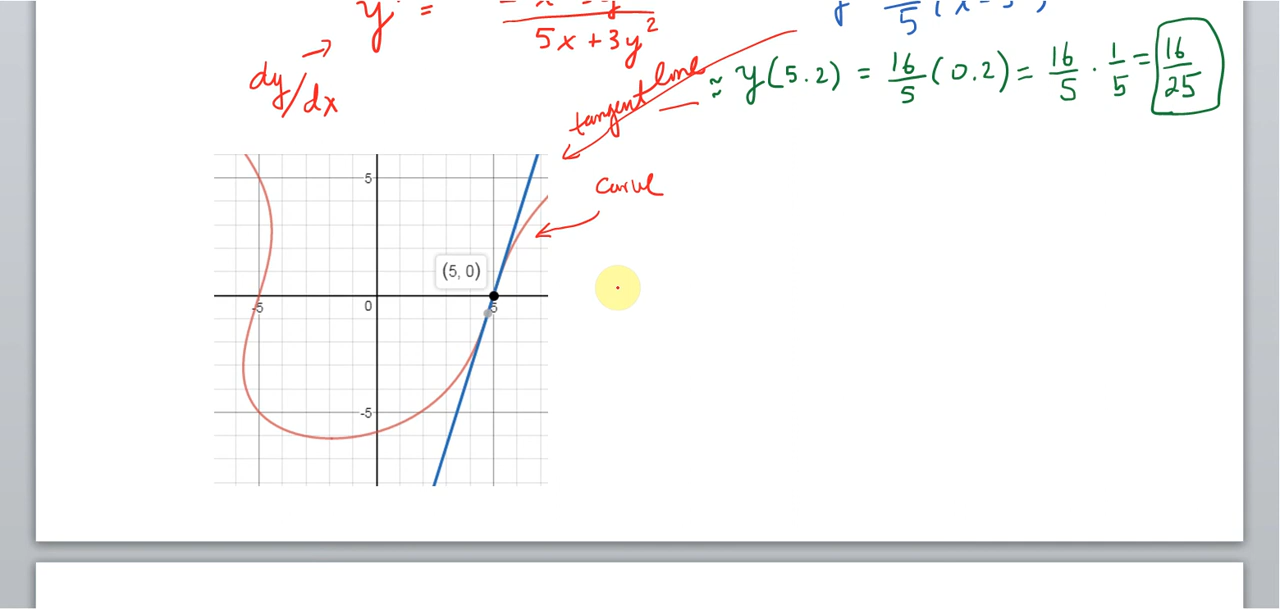 y' =
5x + 3y²
5
dy/dx
≈ y(5.2) = 16/5 (0.2) = 16/5 · 1/5 = 16/25
tangent line
curve
5
(5, 0)
-5 0 5
-5